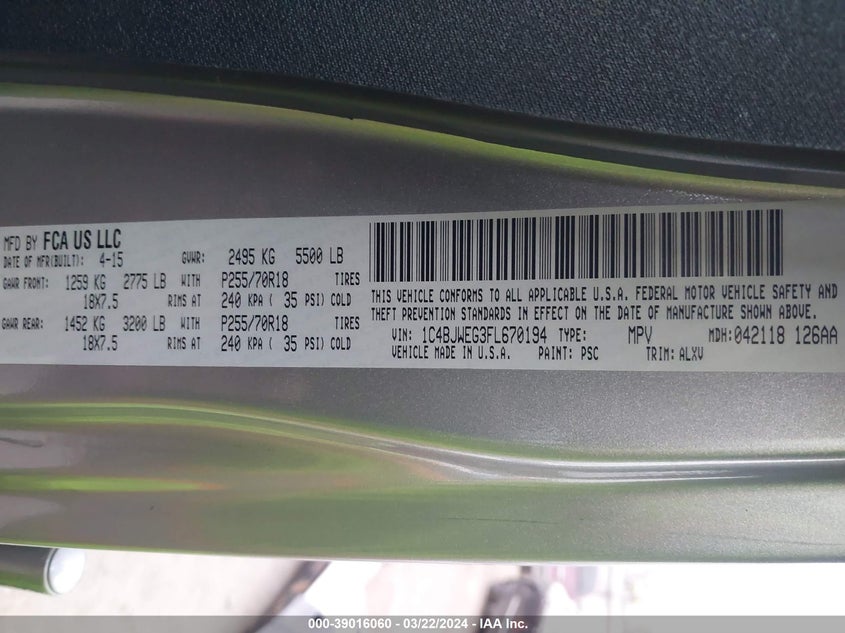 MFD BY FCA US LLC
DATE OF MFR(BUILT): 4-15 GVWR: 2495 KG 5500 LB
GAWR FRONT: 1259 KG 2775 LB WITH P255/70R18 TIRES
18X7.5 RIMS AT 240 KPA ( 35 PSI) COLD
GAWR REAR: 1452 KG 3200 LB WITH P255/70R18 TIRES
18X7.5 RIMS AT 240 KPA ( 35 PSI) COLD
THIS VEHICLE CONFORMS TO ALL APPLICABLE U.S.A. FEDERAL MOTOR VEHICLE SAFETY AND
THEFT PREVENTION STANDARDS IN EFFECT ON THE DATE OF MANUFACTURE SHOWN ABOVE.
VIN: 1C4BJWEG3FL670194 TYPE: MPV MDH:042118 126AA
VEHICLE MADE IN U.S.A. PAINT: PSC TRIM: ALXV
000-39016060 - 03/22/2024 - IAA Inc.